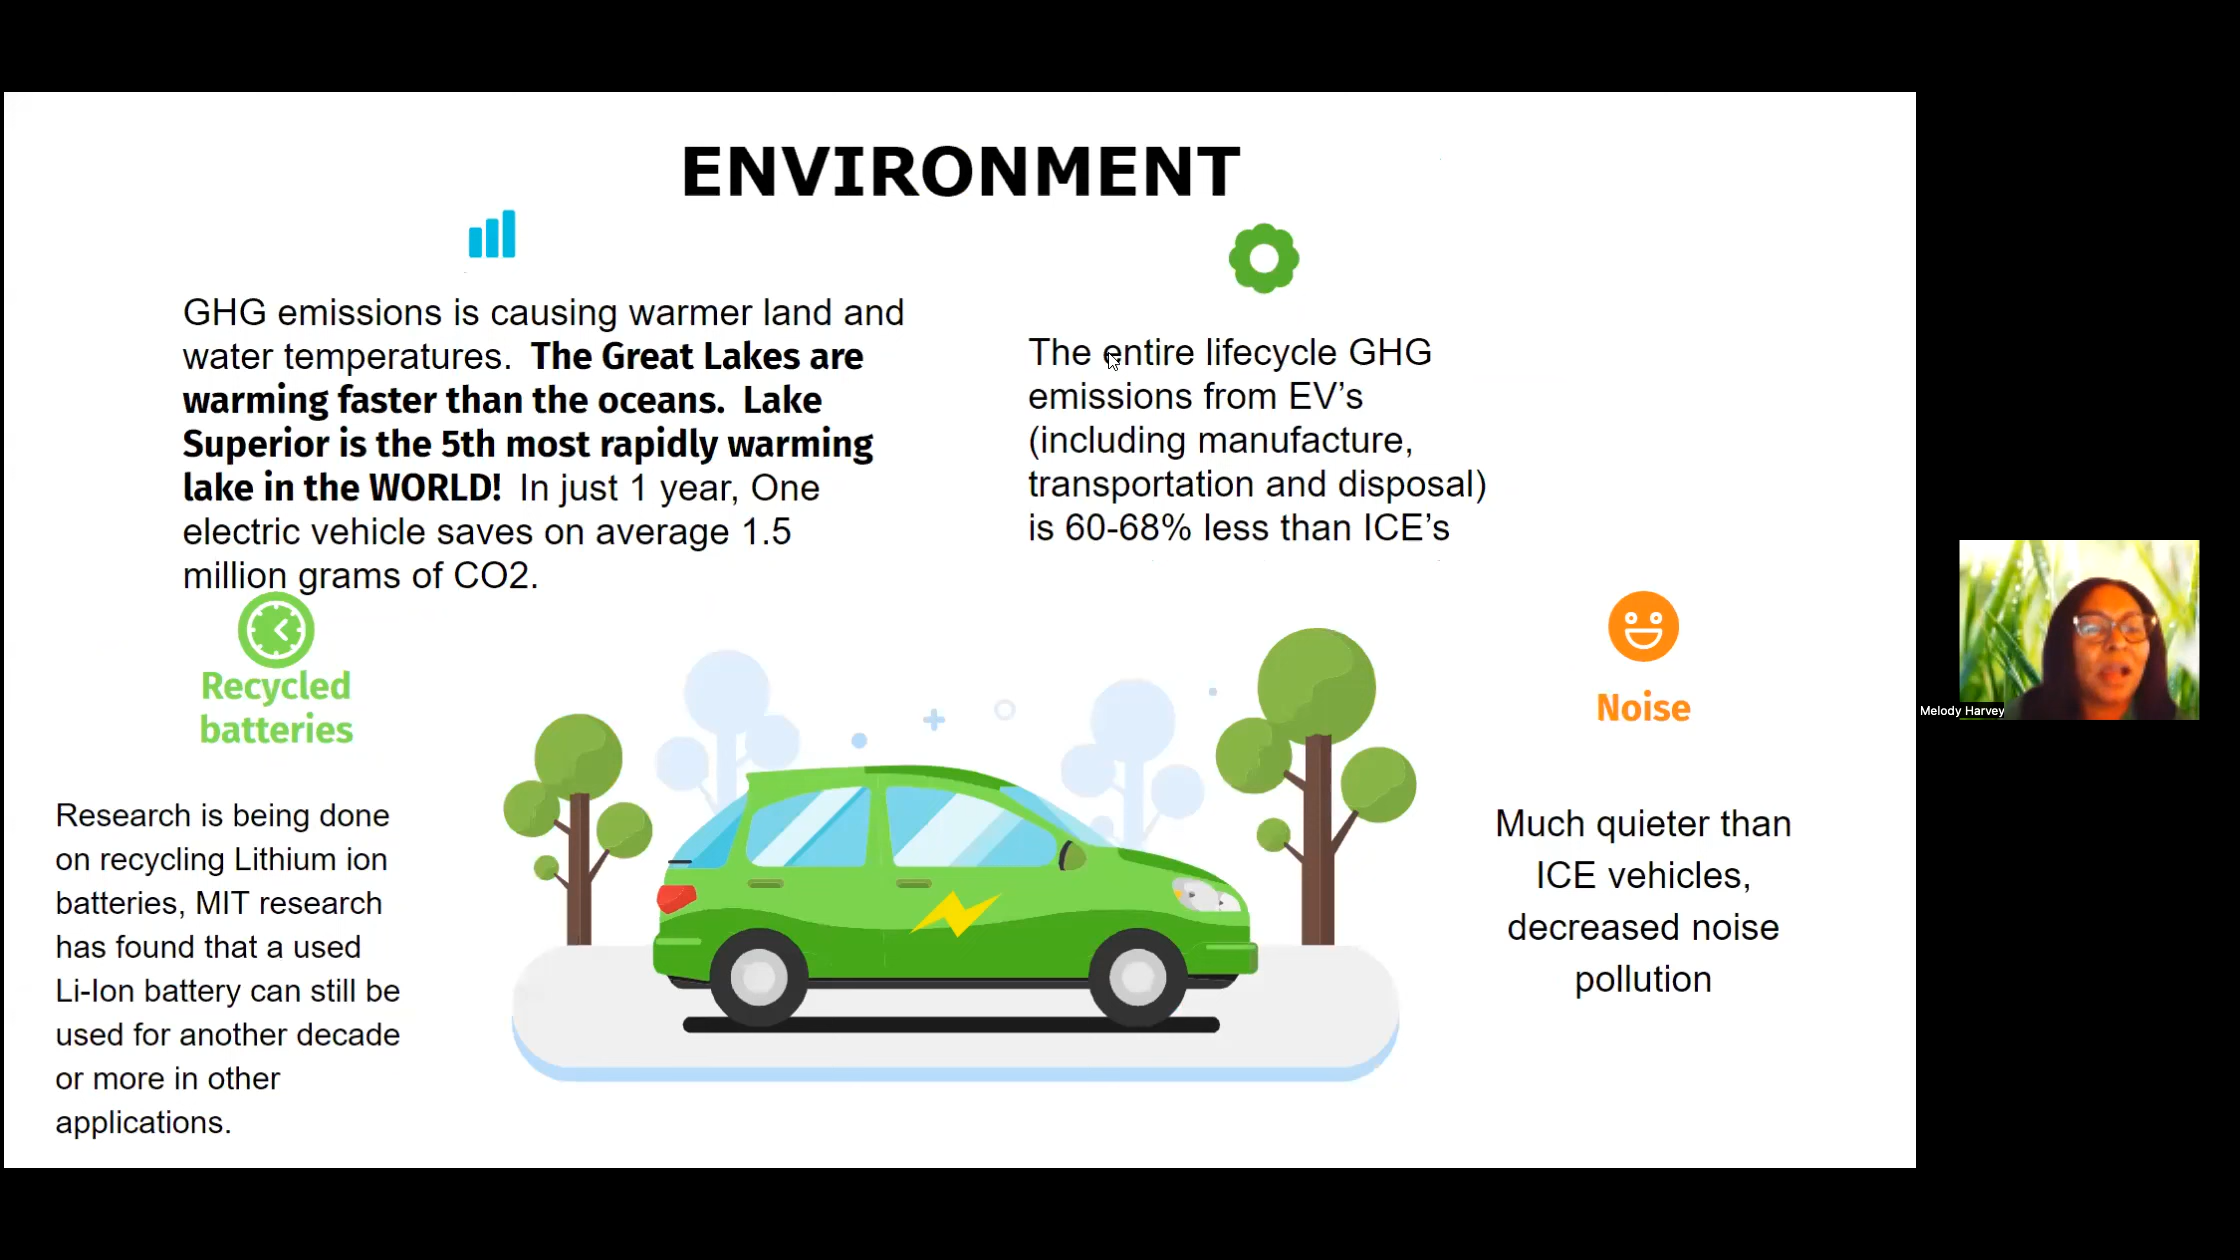 ENVIRONMENT
GHG emissions is causing warmer land and
water temperatures.  The Great Lakes are
warming faster than the oceans.  Lake
Superior is the 5th most rapidly warming
lake in the WORLD!  In just 1 year, One
electric vehicle saves on average 1.5
million grams of CO2.
The entire lifecycle GHG
emissions from EV’s
(including manufacture,
transportation and disposal)
is 60-68% less than ICE’s
Recycled
batteries
Research is being done
on recycling Lithium ion
batteries, MIT research
has found that a used
Li-Ion battery can still be
used for another decade
or more in other
applications.
Noise
Much quieter than
ICE vehicles,
decreased noise
pollution
Melody Harvey